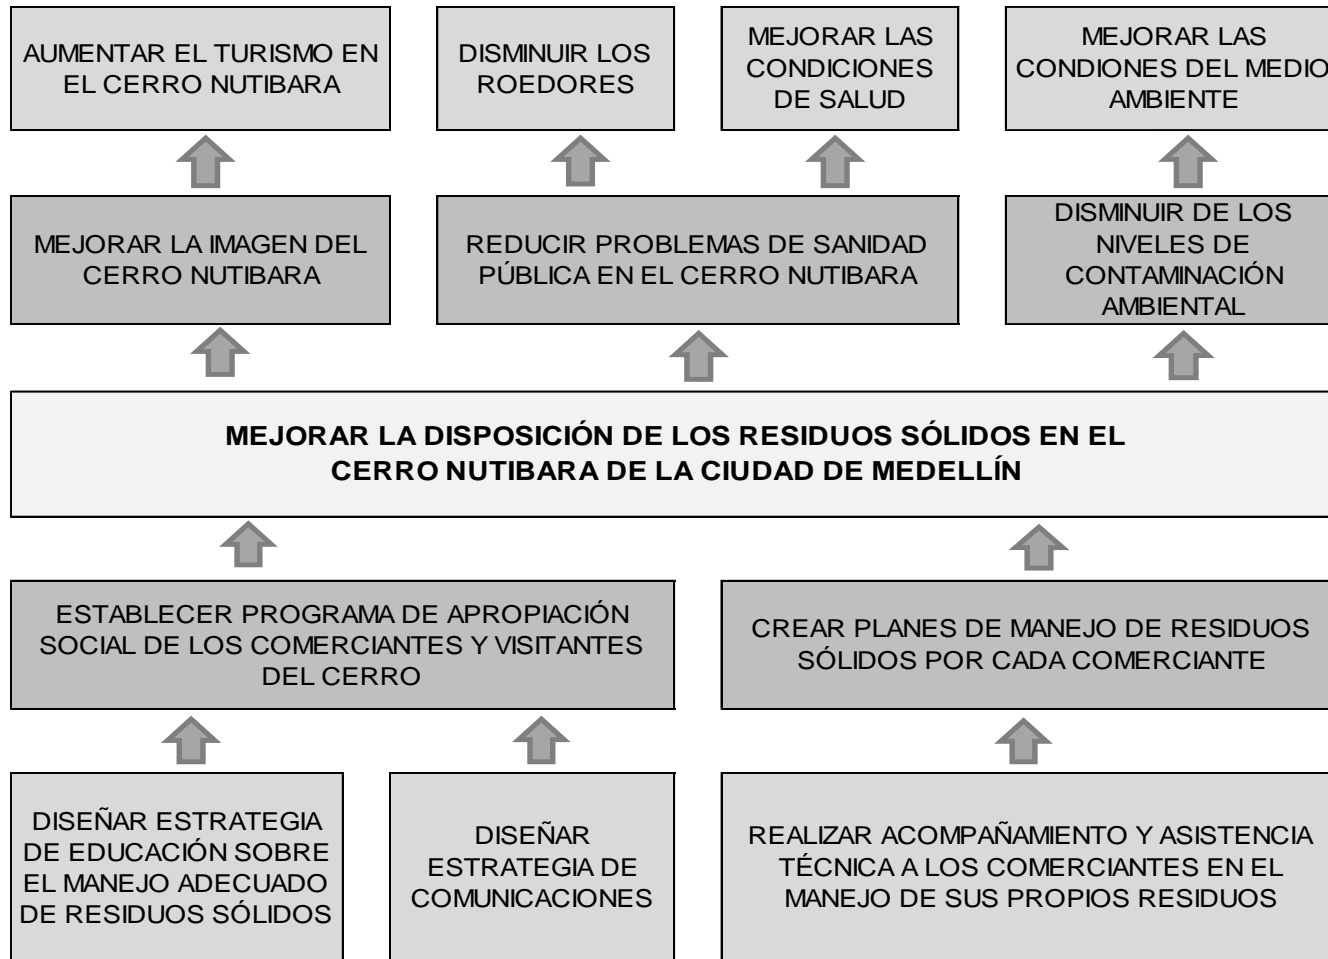 AUMENTAR EL TURISMO EN
EL CERRO NUTIBARA
DISMINUIR LOS
ROEDORES
MEJORAR LAS
CONDICIONES
DE SALUD
MEJORAR LAS
CONDIONES DEL MEDIO
AMBIENTE
MEJORAR LA IMAGEN DEL
CERRO NUTIBARA
REDUCIR PROBLEMAS DE SANIDAD
PÚBLICA EN EL CERRO NUTIBARA
DISMINUIR DE LOS
NIVELES DE
CONTAMINACIÓN
AMBIENTAL
MEJORAR LA DISPOSICIÓN DE LOS RESIDUOS SÓLIDOS EN EL
CERRO NUTIBARA DE LA CIUDAD DE MEDELLÍN
ESTABLECER PROGRAMA DE APROPIACIÓN
SOCIAL DE LOS COMERCIANTES Y VISITANTES
DEL CERRO
CREAR PLANES DE MANEJO DE RESIDUOS
SÓLIDOS POR CADA COMERCIANTE
DISEÑAR ESTRATEGIA
DE EDUCACIÓN SOBRE
EL MANEJO ADECUADO
DE RESIDUOS SÓLIDOS
DISEÑAR
ESTRATEGIA DE
COMUNICACIONES
REALIZAR ACOMPAÑAMIENTO Y ASISTENCIA
TÉCNICA A LOS COMERCIANTES EN EL
MANEJO DE SUS PROPIOS RESIDUOS